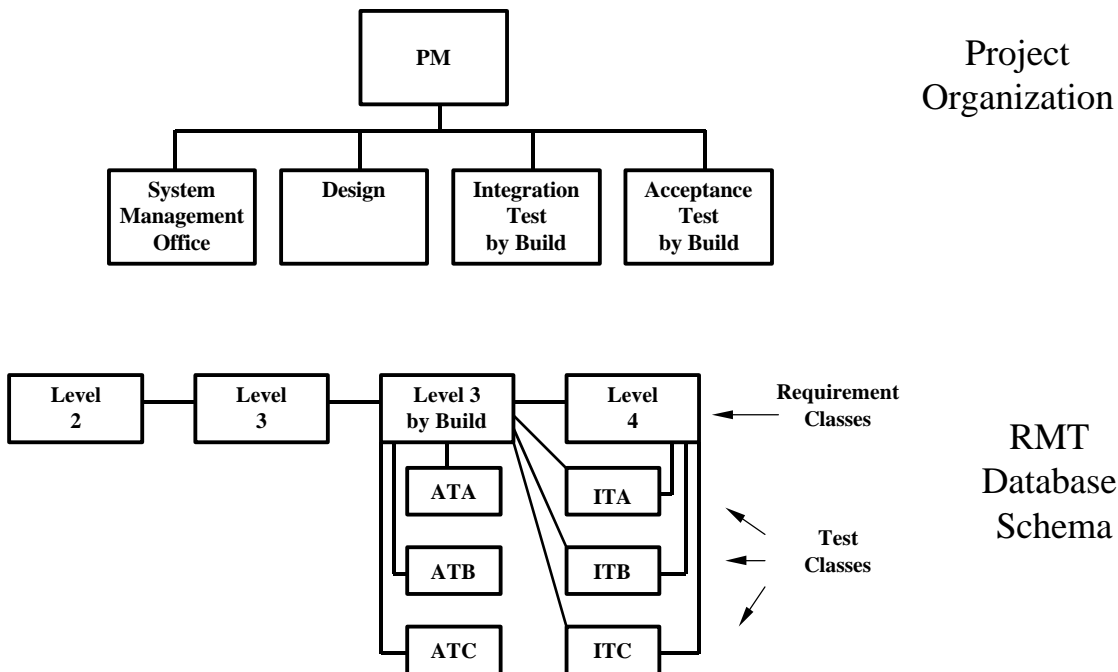 PM
Project
Organization
System
Management
Office
Design
Integration
Test
by Build
Acceptance
Test
by Build
Level
2
Level
3
Level 3
by Build
Level
4
Requirement
Classes
RMT
Database
Schema
ATA
ITA
ATB
ITB
Test
Classes
ATC
ITC